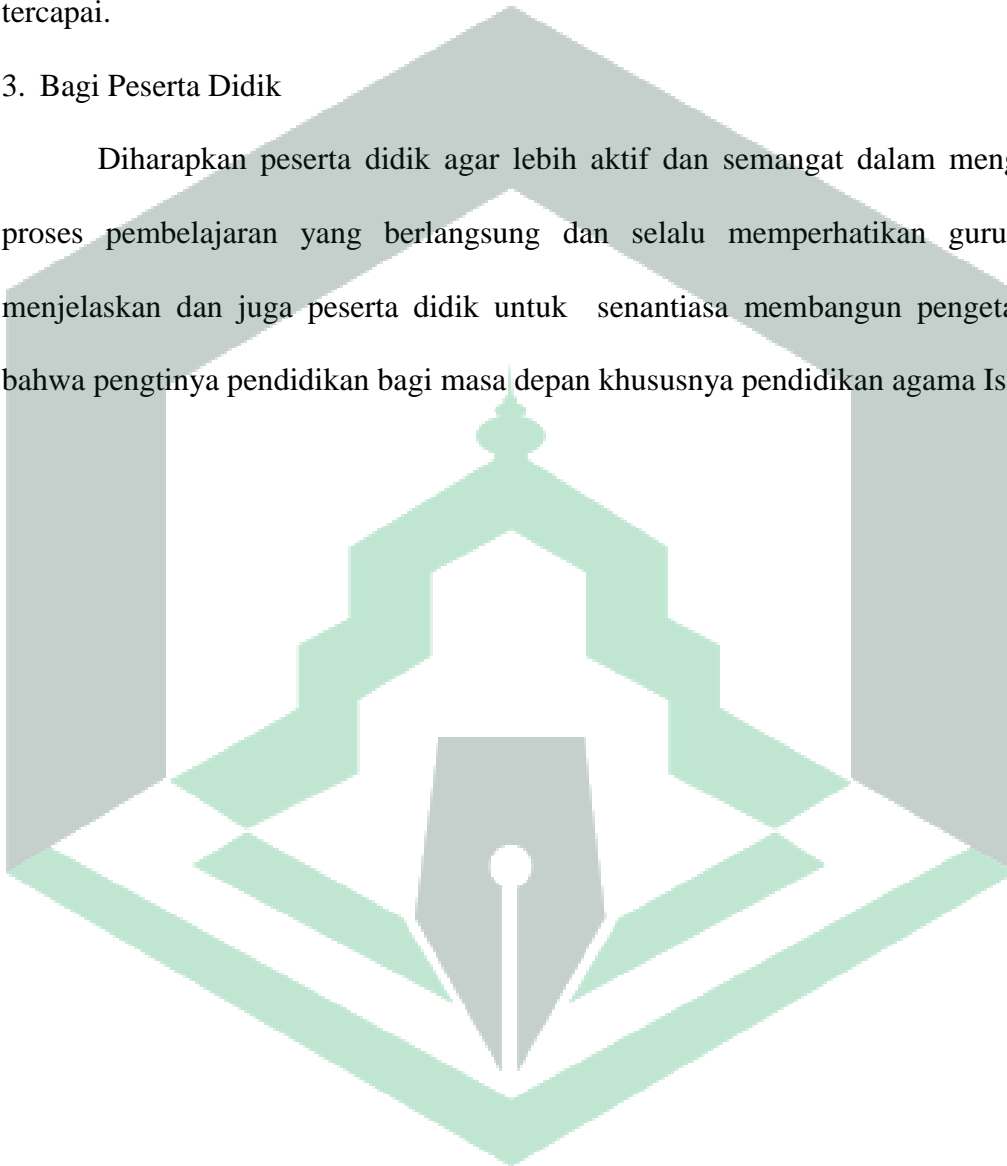 tercapai.
3. Bagi Peserta Didik
Diharapkan peserta didik agar lebih aktif dan semangat dalam
proses pembelajaran yang berlangsung dan selalu memperhatikan guru
menjelaskan dan juga peserta didik untuk senantiasa membangun
bahwa pengtinya pendidikan bagi masa depan khususnya pendidikan agama